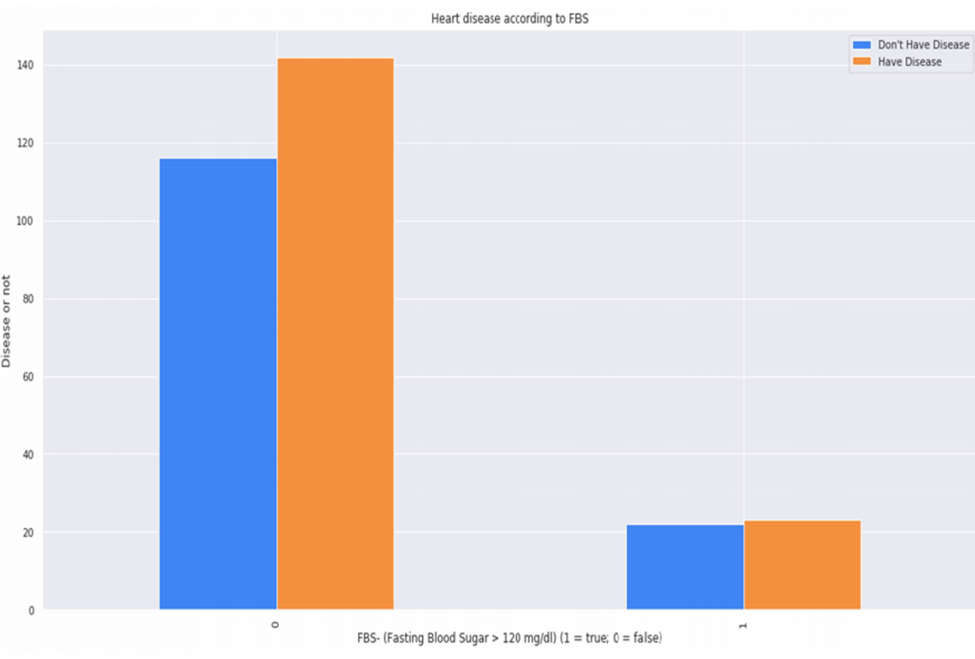 Heart disease according to FBS
Don't Have Disease
Have Disease
140
120
100
80
60
40
20
0
Disease or not
0
1
FBS- (Fasting Blood Sugar > 120 mg/dl) (1 = true; 0 = false)